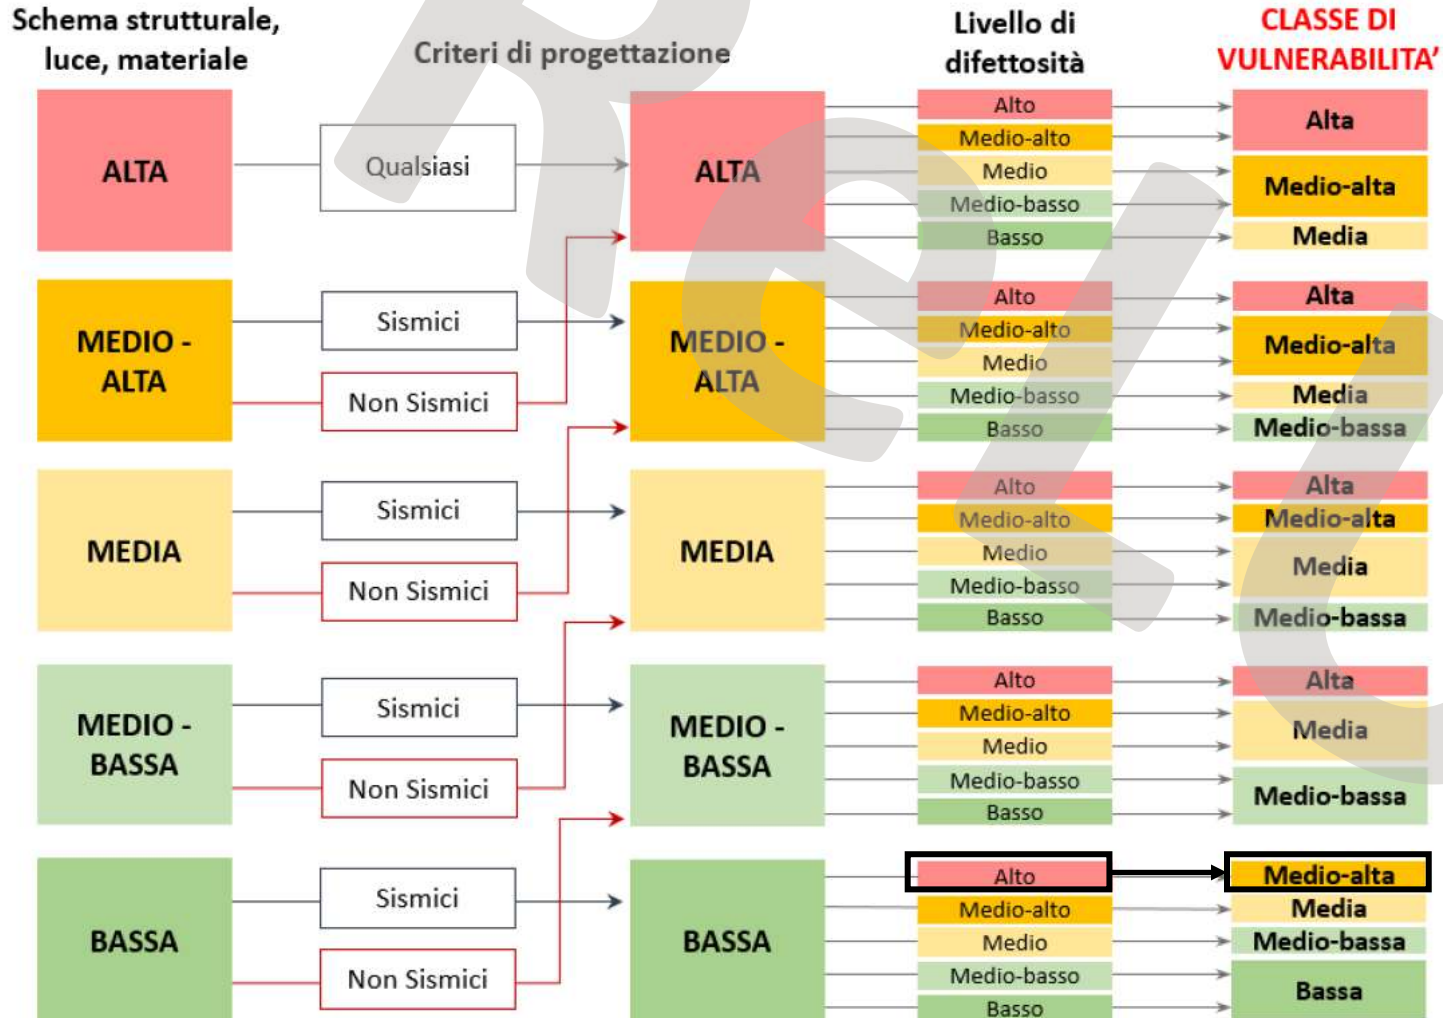 Schema strutturale,
luce, materiale
Criteri di progettazione
Livello di
difettosità
CLASSE DI
VULNERABILITA'
ALTA
Qualsiasi
ALTA
Alto
Medio-alto
Medio
Medio-basso
Basso
Alta
Medio-alta
Media
MEDIO -
ALTA
Sismici
Non Sismici
MEDIO -
ALTA
Alto
Medio-alto
Medio
Medio-basso
Basso
Alta
Medio-alta
Media
Medio-bassa
MEDIA
Sismici
Non Sismici
MEDIA
Alto
Medio-alto
Medio
Medio-basso
Basso
Alta
Medio-alta
Media
Medio-bassa
MEDIO -
BASSA
Sismici
Non Sismici
MEDIO -
BASSA
Alto
Medio-alto
Medio
Medio-basso
Basso
Alta
Media
Medio-bassa
BASSA
Sismici
Non Sismici
BASSA
Alto
Medio-alto
Medio
Medio-basso
Basso
Medio-alta
Media
Medio-bassa
Bassa